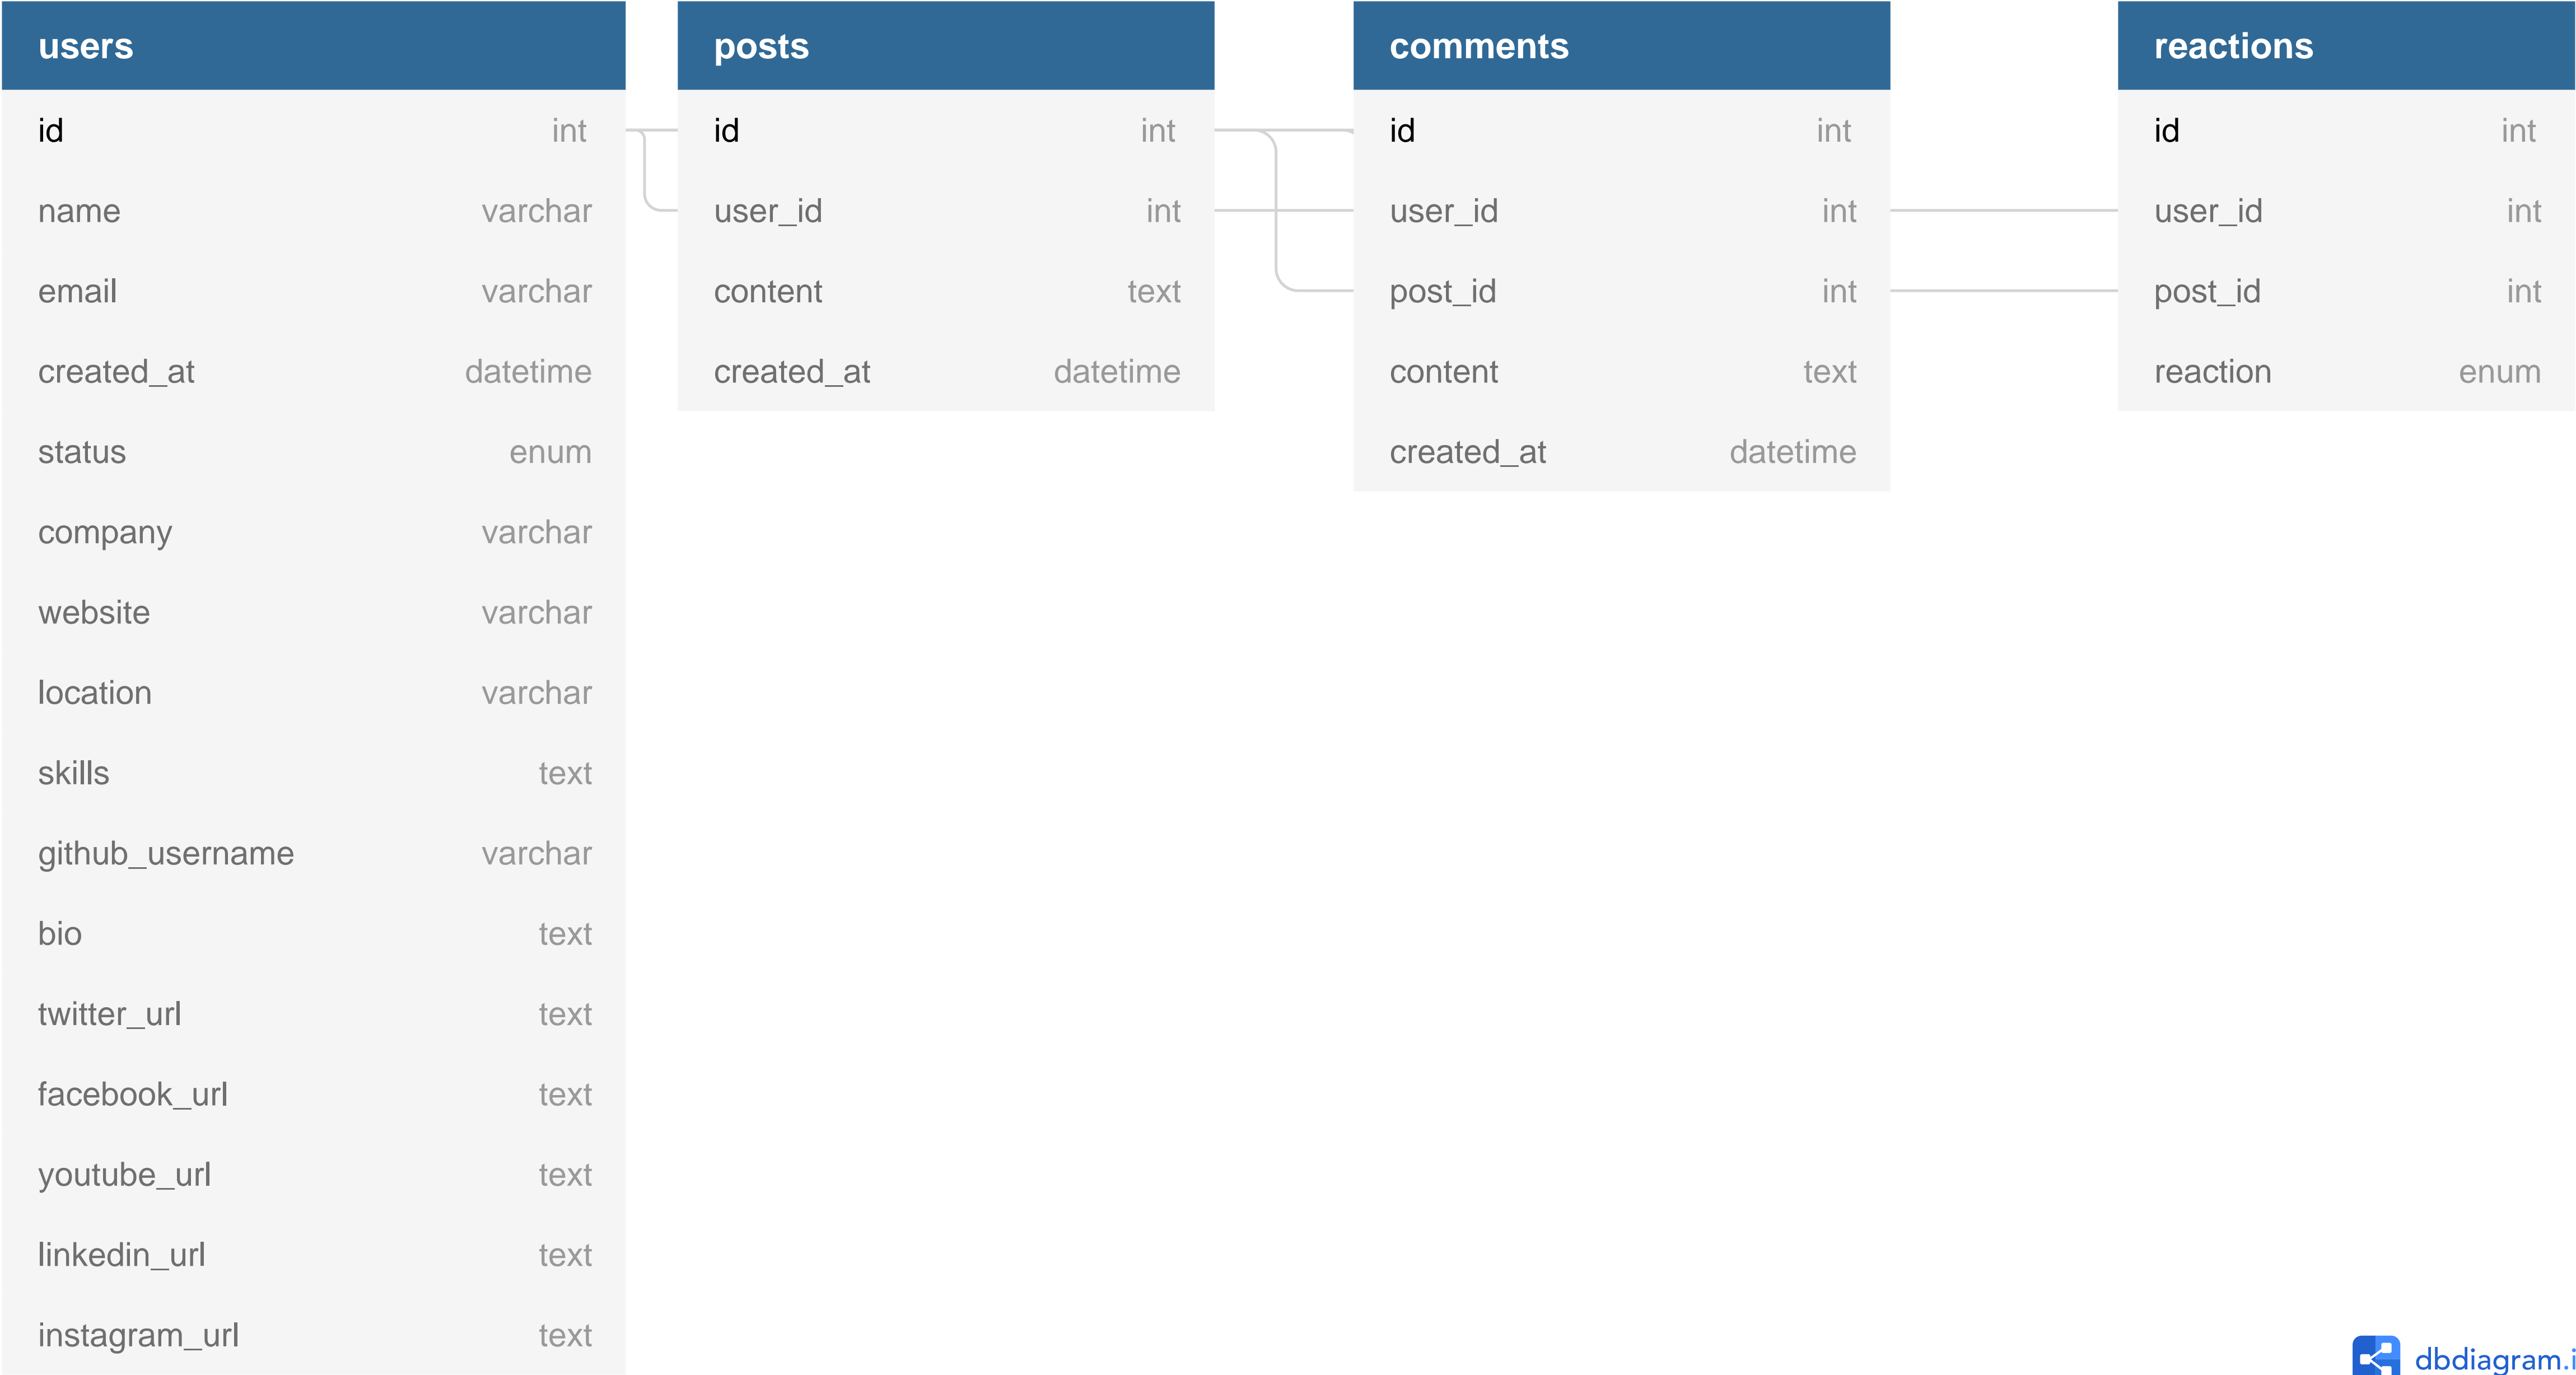 users
id int
name varchar
email varchar
created_at datetime
status enum
company varchar
website varchar
location varchar
skills text
github_username varchar
bio text
twitter_url text
facebook_url text
youtube_url text
linkedin_url text
instagram_url text
posts
id int
user_id int
content text
created_at datetime
comments
id int
user_id int
post_id int
content text
created_at datetime
reactions
id int
user_id int
post_id int
reaction enum
dbdiagram.i